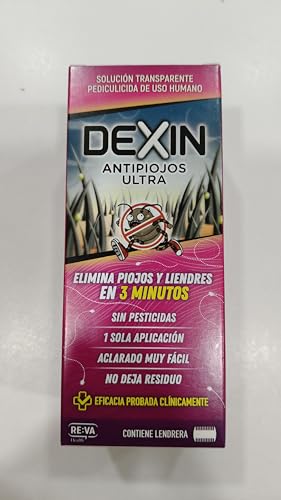 SOLUCIÓN TRANSPARENTE
PEDICULICIDA DE USO HUMANO
DEXIN
ANTIPIOJOS
ULTRA
ELIMINA PIOJOS Y LIENDRES
EN 3 MINUTOS
SIN PESTICIDAS
1 SOLA APLICACIÓN
ACLARADO MUY FÁCIL
NO DEJA RESIDUO
EFICACIA PROBADA CLÍNICAMENTE
RE:VA
Health
CONTIENE LENDRERA